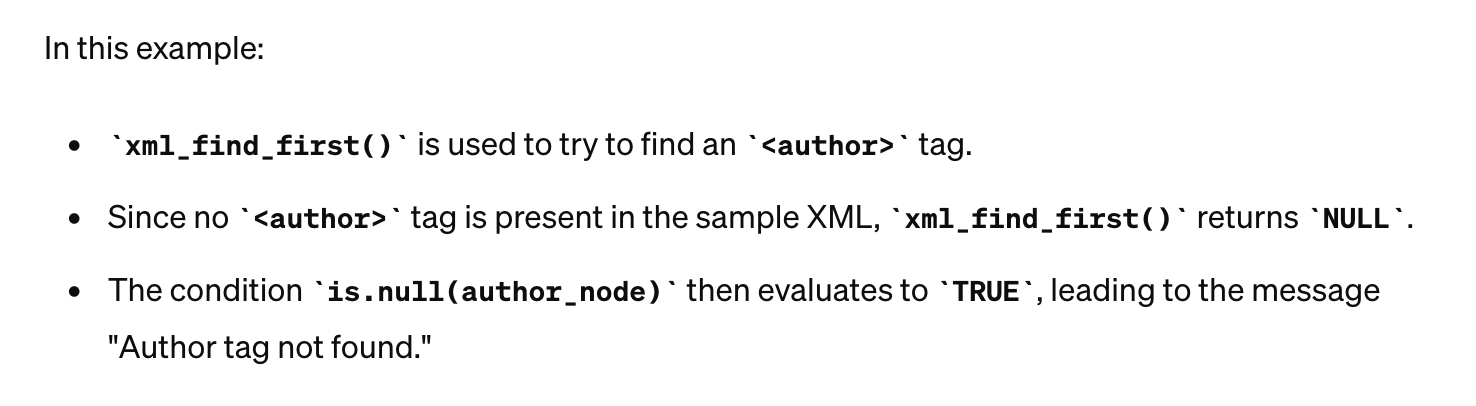 In this example:
• `xml_find_first()` is used to try to find an `<author>` tag.
• Since no `<author>` tag is present in the sample XML, `xml_find_first()` returns `NULL`.
• The condition `is.null(author_node)` then evaluates to `TRUE`, leading to the message
"Author tag not found."